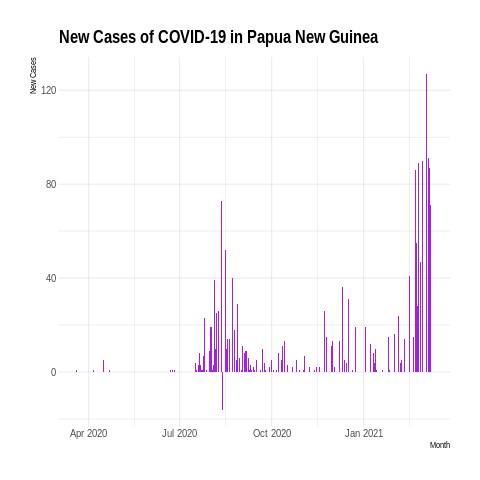 New Cases of COVID-19 in Papua New Guinea
New Cases
120
80
40
0
Apr 2020 Jul 2020 Oct 2020 Jan 2021
Month